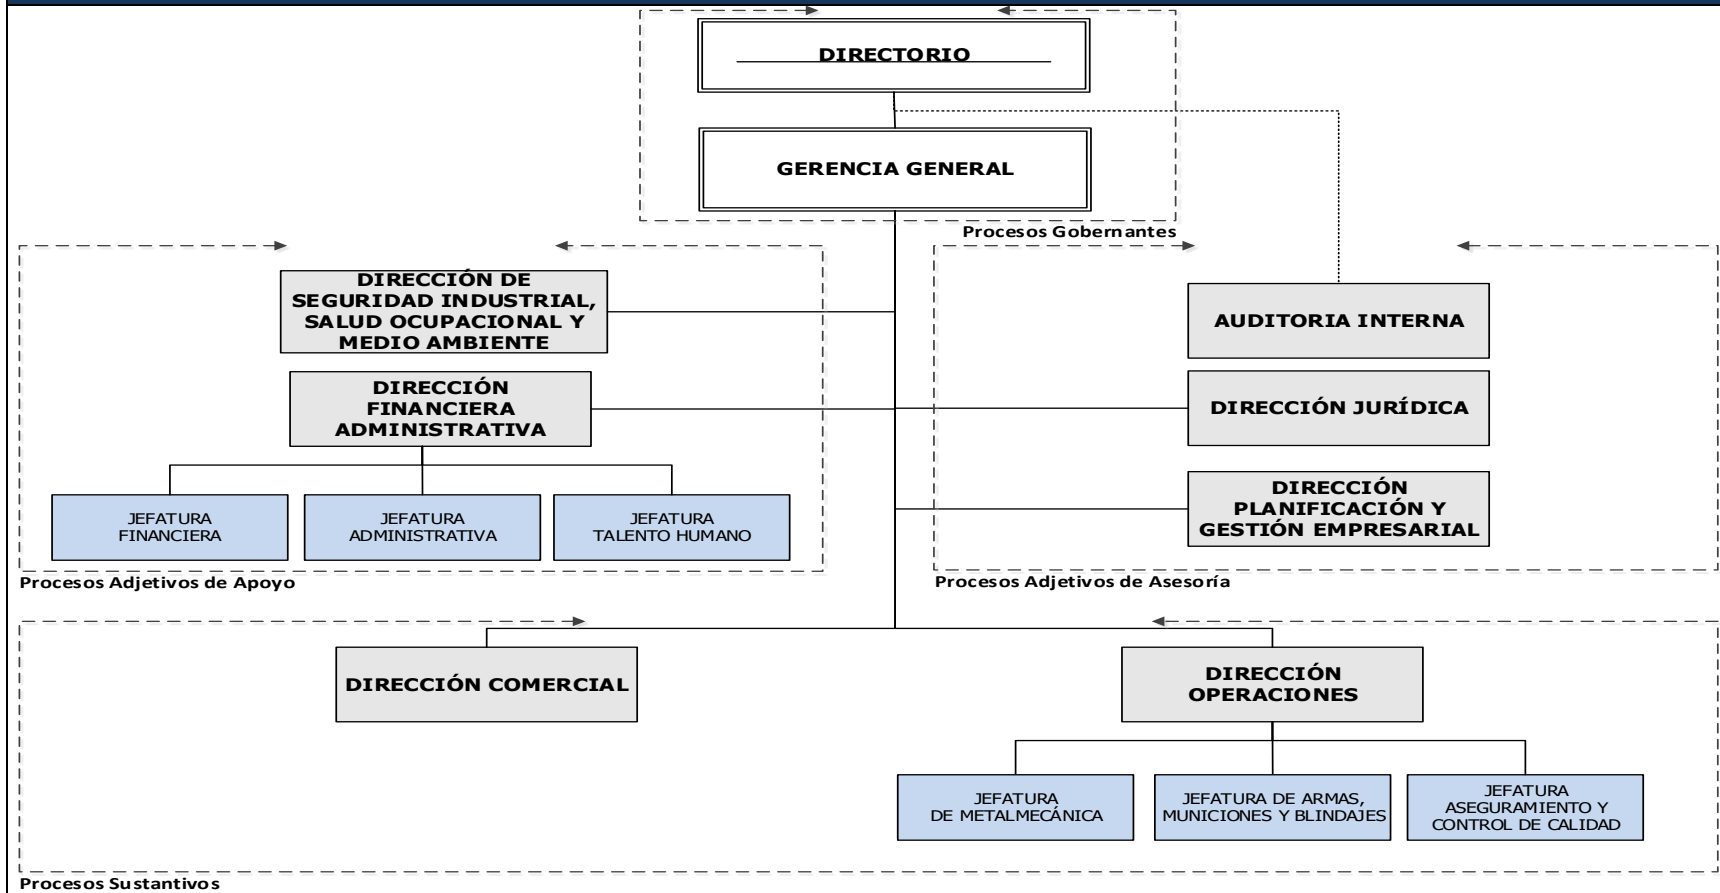 DIRECTORIO
GERENCIA GENERAL
Procesos Gobernantes
DIRECCIÓN DE
SEGURIDAD INDUSTRIAL,
SALUD OCUPACIONAL Y
MEDIO AMBIENTE
DIRECCIÓN
FINANCIERA
ADMINISTRATIVA
JEFATURA
FINANCIERA
JEFATURA
ADMINISTRATIVA
JEFATURA
TALENTO HUMANO
Procesos Adjetivos de Apoyo
AUDITORIA INTERNA
DIRECCIÓN JURÍDICA
DIRECCIÓN
PLANIFICACIÓN Y
GESTIÓN EMPRESARIAL
Procesos Adjetivos de Asesoría
DIRECCIÓN COMERCIAL
DIRECCIÓN
OPERACIONES
JEFATURA
DE METALMECÁNICA
JEFATURA DE ARMAS,
MUNICIONES Y BLINDAJES
JEFATURA
ASEGURAMIENTO Y
CONTROL DE CALIDAD
Procesos Sustantivos